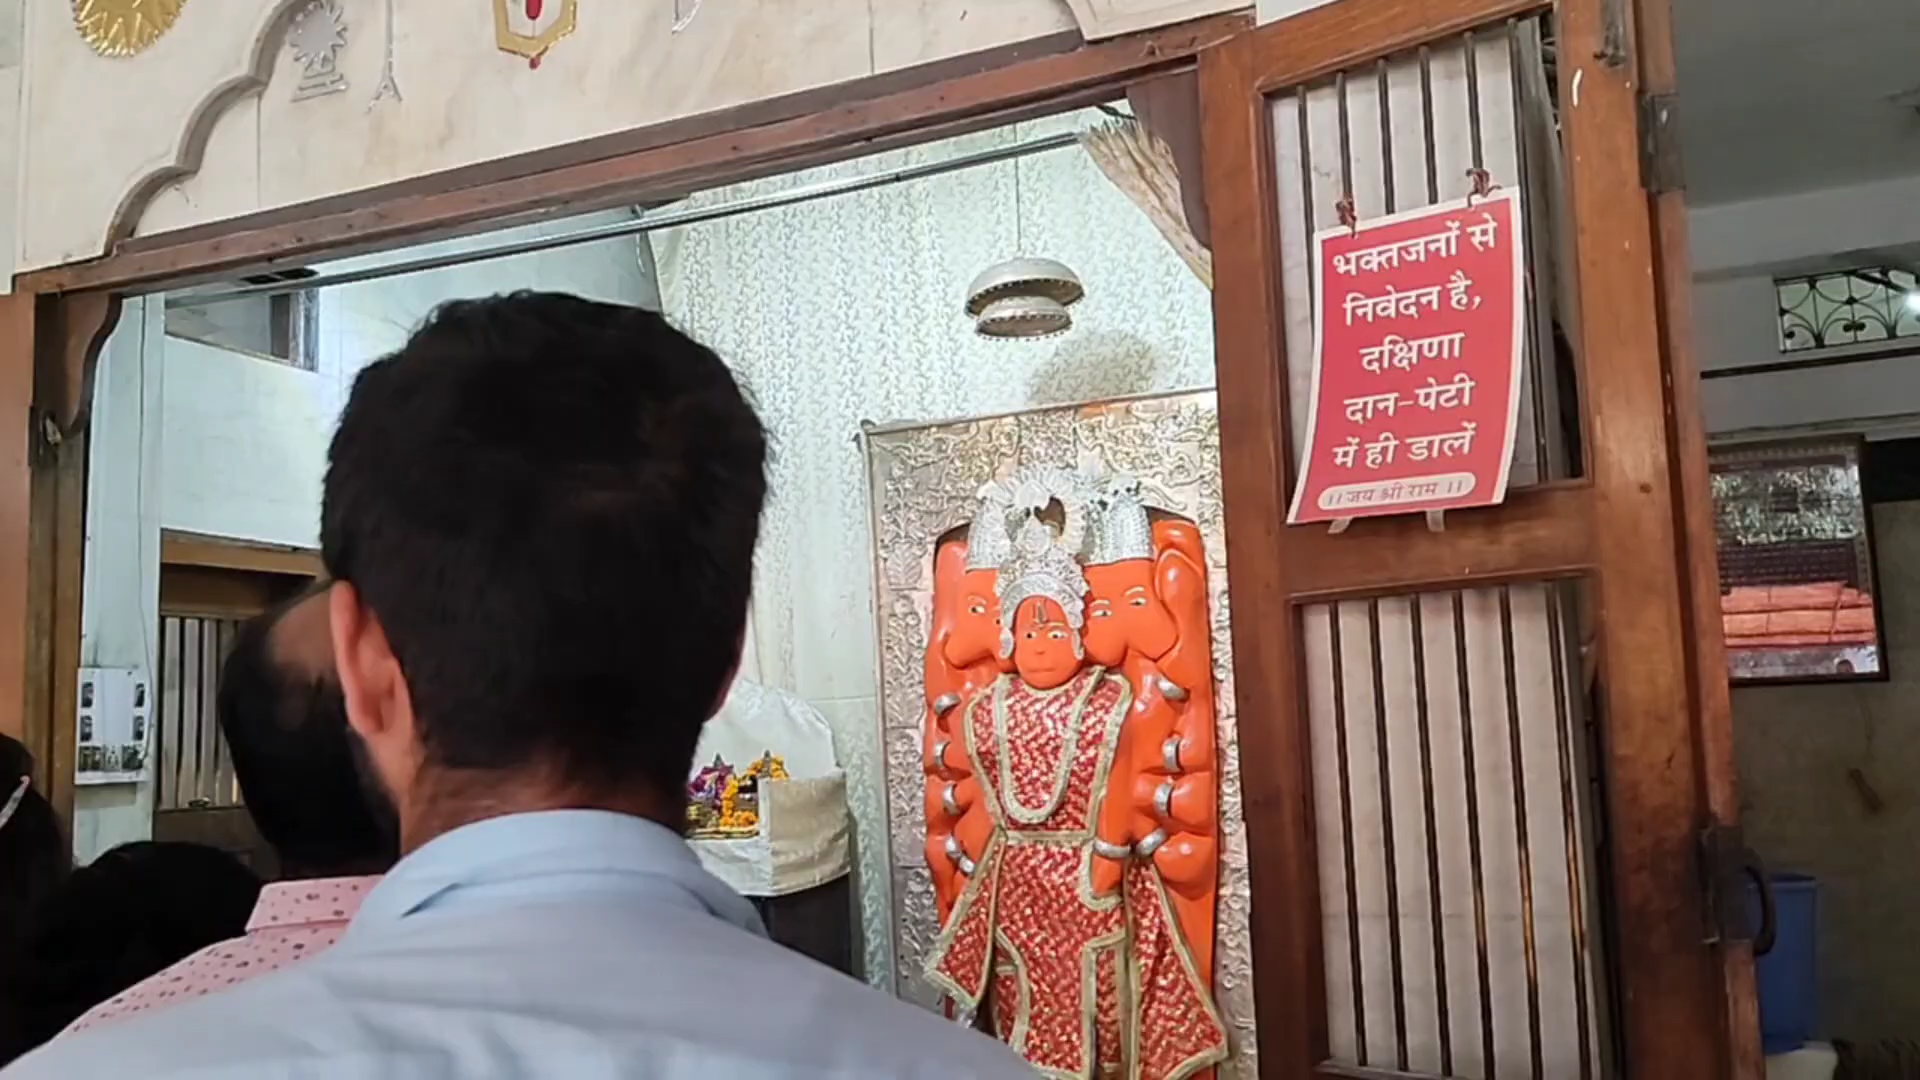 भक्तजनों से
निवेदन है,
दक्षिणा
दान-पेटी
में ही डालें
।। जय श्री राम ।।